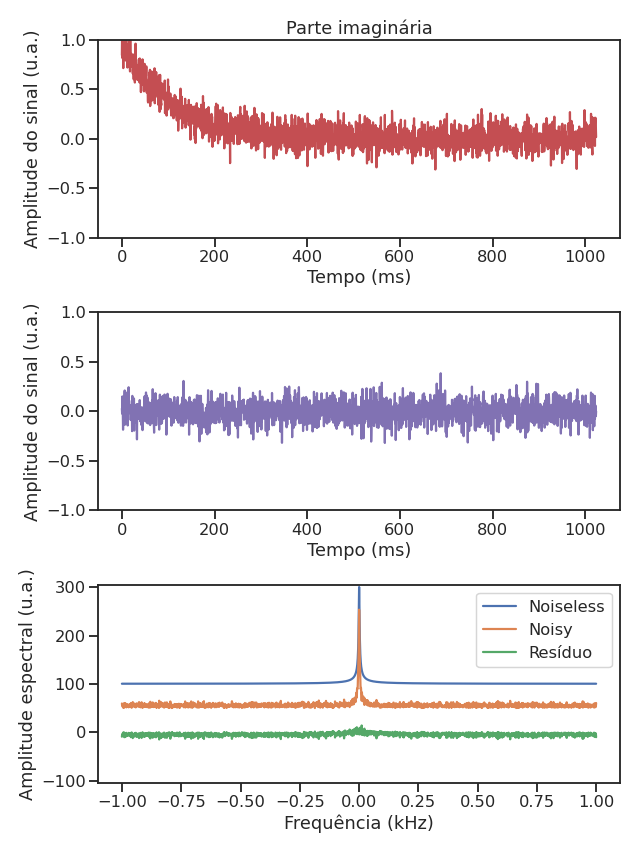 Parte imaginária
Amplitude do sinal (u.a.)
1.0
0.5
0.0
−0.5
−1.0
0 200 400 600 800 1000
Tempo (ms)
Amplitude do sinal (u.a.)
1.0
0.5
0.0
−0.5
−1.0
0 200 400 600 800 1000
Tempo (ms)
Amplitude espectral (u.a.)
300
200
100
0
−100
Noiseless
Noisy
Resíduo
−1.00 −0.75 −0.50 −0.25 0.00 0.25 0.50 0.75 1.00
Frequência (kHz)